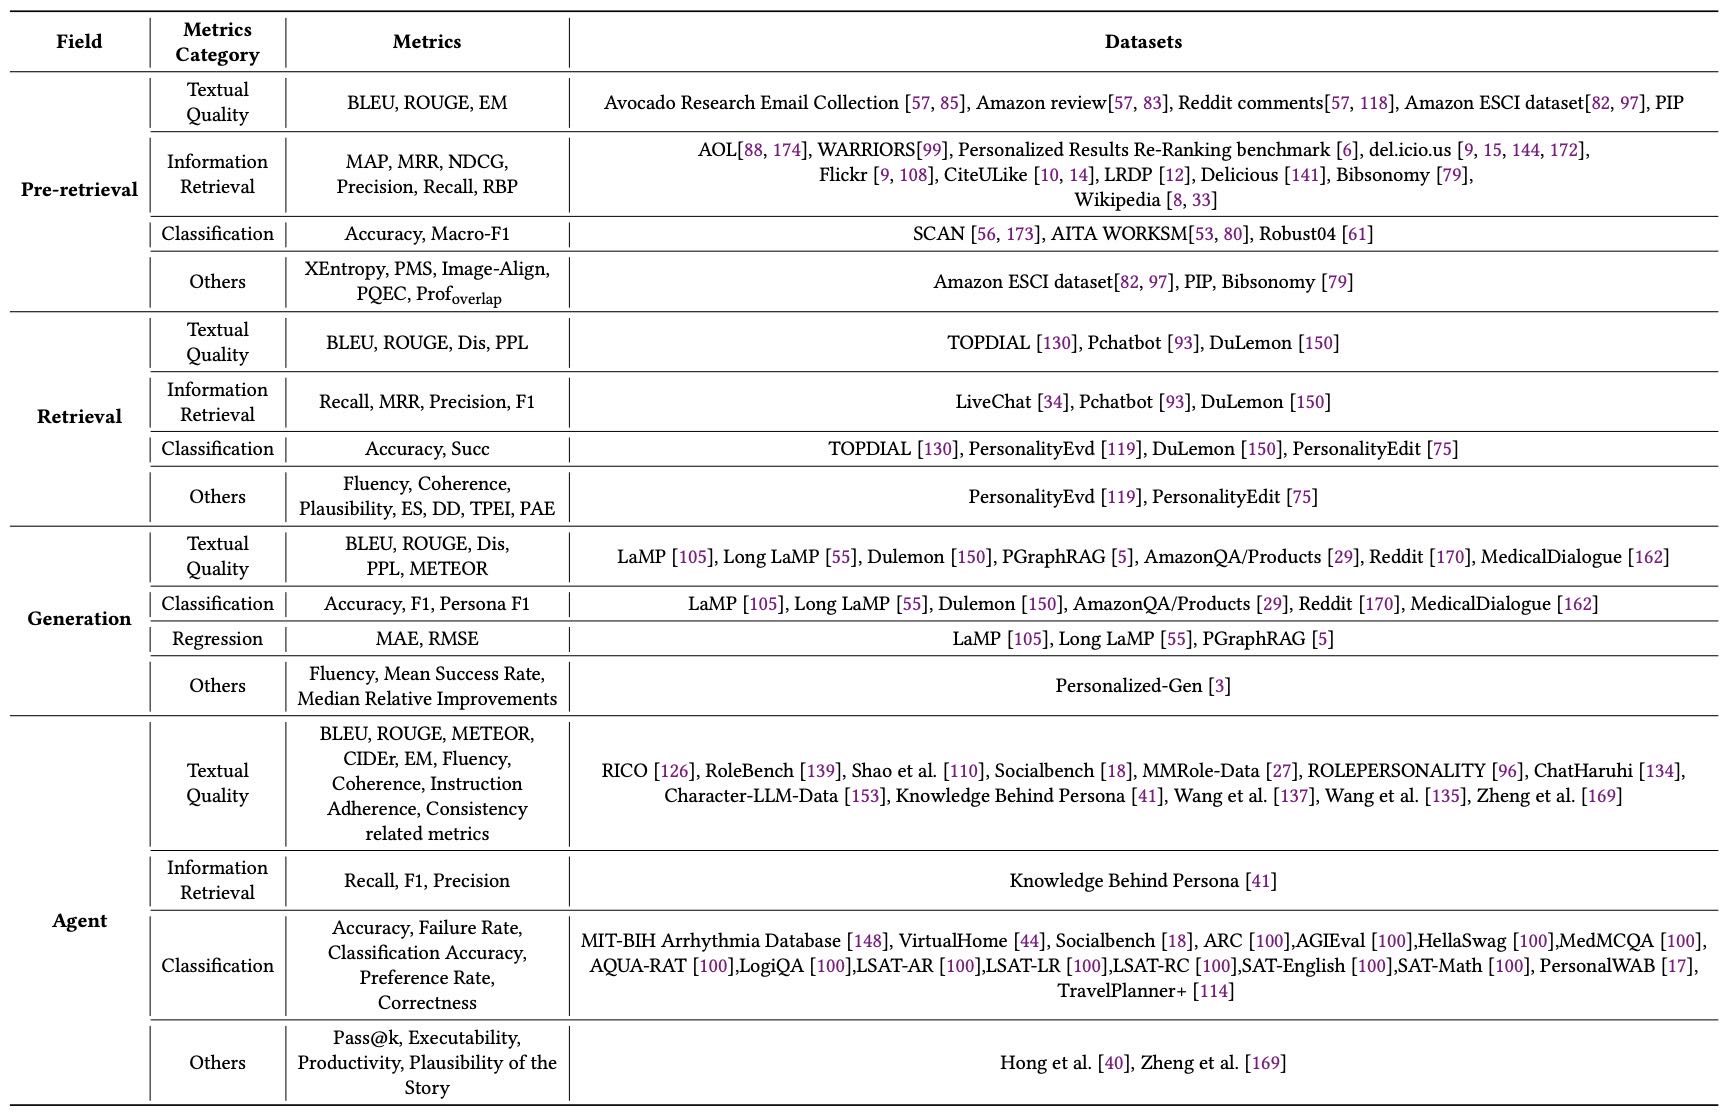 Field Metrics Category Metrics Datasets
Pre-retrieval
Textual Quality
BLEU, ROUGE, EM
Avocado Research Email Collection [57, 85], Amazon review[57, 83], Reddit comments[57, 118], Amazon ESCI dataset[82, 97], PIP
Information Retrieval
MAP, MRR, NDCG,
Precision, Recall, RBP
AOL[88, 174], WARRIORS[99], Personalized Results Re-Ranking benchmark [6], del.icio.us [9, 15, 144, 172],
Flickr [9, 108], CiteULike [10, 14], LRDP [12], Delicious [141], Bibsonomy [79],
Wikipedia [8, 33]
Classification
Accuracy, Macro-F1
SCAN [56, 173], AITA WORKSM[53, 80], Robust04 [61]
Others
XEntropy, PMS, Image-Align,
PQEC, Profoverlap
Amazon ESCI dataset[82, 97], PIP, Bibsonomy [79]
Retrieval
Textual Quality
BLEU, ROUGE, Dis, PPL
TOPDIAL [130], Pchatbot [93], DuLemon [150]
Information Retrieval
Recall, MRR, Precision, F1
LiveChat [34], Pchatbot [93], DuLemon [150]
Classification
Accuracy, Succ
TOPDIAL [130], PersonalityEvd [119], DuLemon [150], PersonalityEdit [75]
Others
Fluency, Coherence,
Plausibility, ES, DD, TPEI, PAE
PersonalityEvd [119], PersonalityEdit [75]
Generation
Textual Quality
BLEU, ROUGE, Dis,
PPL, METEOR
LaMP [105], Long LaMP [55], Dulemon [150], PGraphRAG [5], AmazonQA/Products [29], Reddit [170], MedicalDialogue [162]
Classification
Accuracy, F1, Persona F1
LaMP [105], Long LaMP [55], Dulemon [150], AmazonQA/Products [29], Reddit [170], MedicalDialogue [162]
Regression
MAE, RMSE
LaMP [105], Long LaMP [55], PGraphRAG [5]
Others
Fluency, Mean Success Rate,
Median Relative Improvements
Personalized-Gen [3]
Agent
Textual Quality
BLEU, ROUGE, METEOR,
CIDEr, EM, Fluency,
Coherence, Instruction
Adherence, Consistency
related metrics
RICO [126], RoleBench [139], Shao et al. [110], Socialbench [18], MMRole-Data [27], ROLEPERSONALITY [96], ChatHaruhi [134],
Character-LLM-Data [153], Knowledge Behind Persona [41], Wang et al. [137], Wang et al. [135], Zheng et al. [169]
Information Retrieval
Recall, F1, Precision
Knowledge Behind Persona [41]
Classification
Accuracy, Failure Rate,
Classification Accuracy,
Preference Rate,
Correctness
MIT-BIH Arrhythmia Database [148], VirtualHome [44], Socialbench [18], ARC [100],AGIEval [100],HellaSwag [100],MedMCQA [100],
AQUA-RAT [100],LogiQA [100],LSAT-AR [100],LSAT-LR [100],LSAT-RC [100],SAT-English [100],SAT-Math [100], PersonalWAB [17],
TravelPlanner+ [114]
Others
Pass@k, Executability,
Productivity, Plausibility of the
Story
Hong et al. [40], Zheng et al. [169]